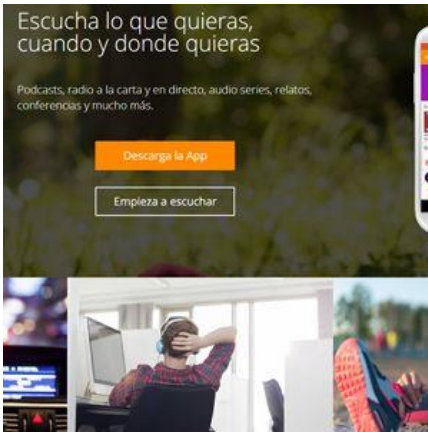 Escucha lo que quieras,
cuando y donde quieras
Podcasts, radio a la carta y en directo, audio series, relatos,
conferencias y mucho más.
Descarga la App
Empieza a escuchar